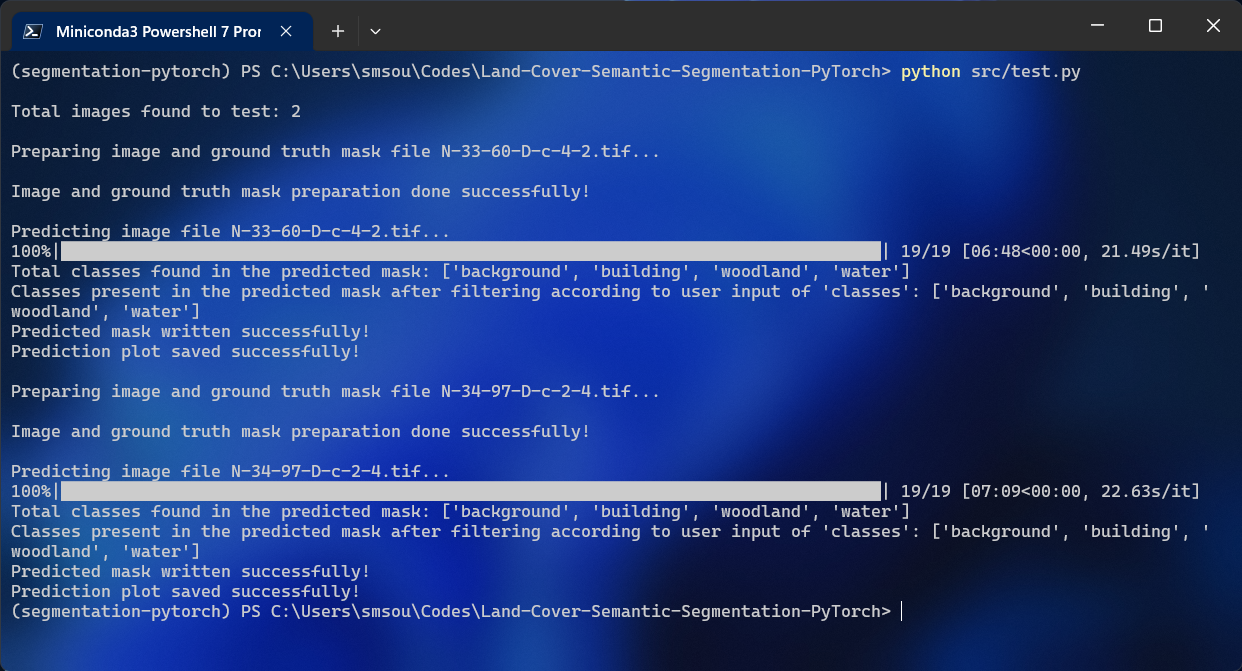 Miniconda3 Powershell 7 Pror
(segmentation-pytorch) PS C:\Users\smsou\Codes\Land-Cover-Semantic-Segmentation-PyTorch> python src/test.py
Total images found to test: 2
Preparing image and ground truth mask file N-33-60-D-c-4-2.tif...
Image and ground truth mask preparation done successfully!
Predicting image file N-33-60-D-c-4-2.tif...
100%| | 19/19 [06:48<00:00, 21.49s/it]
Total classes found in the predicted mask: ['background', 'building', 'woodland', 'water']
Classes present in the predicted mask after filtering according to user input of 'classes': ['background', 'building', '
woodland', 'water']
Predicted mask written successfully!
Prediction plot saved successfully!
Preparing image and ground truth mask file N-34-97-D-c-2-4.tif...
Image and ground truth mask preparation done successfully!
Predicting image file N-34-97-D-c-2-4.tif...
100%| | 19/19 [07:09<00:00, 22.63s/it]
Total classes found in the predicted mask: ['background', 'building', 'woodland', 'water']
Classes present in the predicted mask after filtering according to user input of 'classes': ['background', 'building', '
woodland', 'water']
Predicted mask written successfully!
Prediction plot saved successfully!
(segmentation-pytorch) PS C:\Users\smsou\Codes\Land-Cover-Semantic-Segmentation-PyTorch>